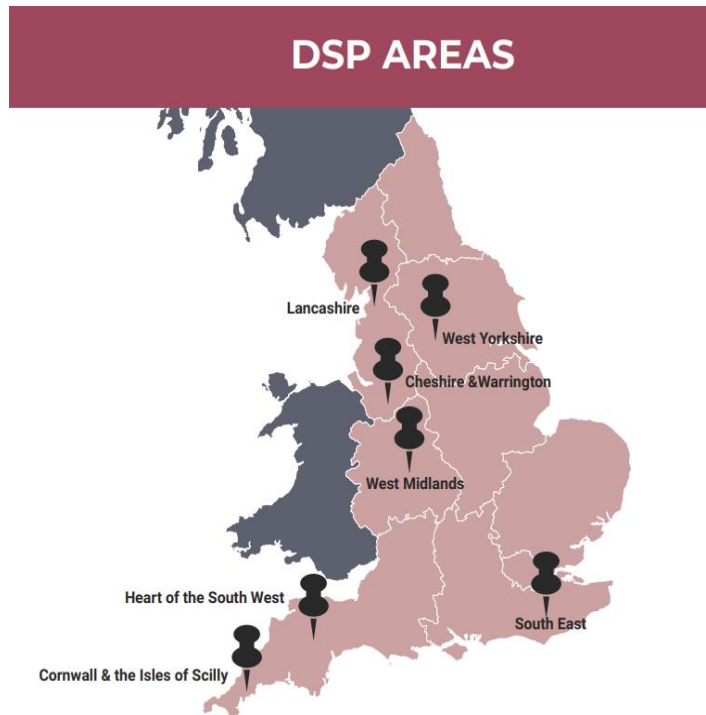 DSP AREAS
Lancashire
West Yorkshire
Cheshire &Warrington
West Midlands
Heart of the South West
South East
Cornwall & the Isles of Scilly